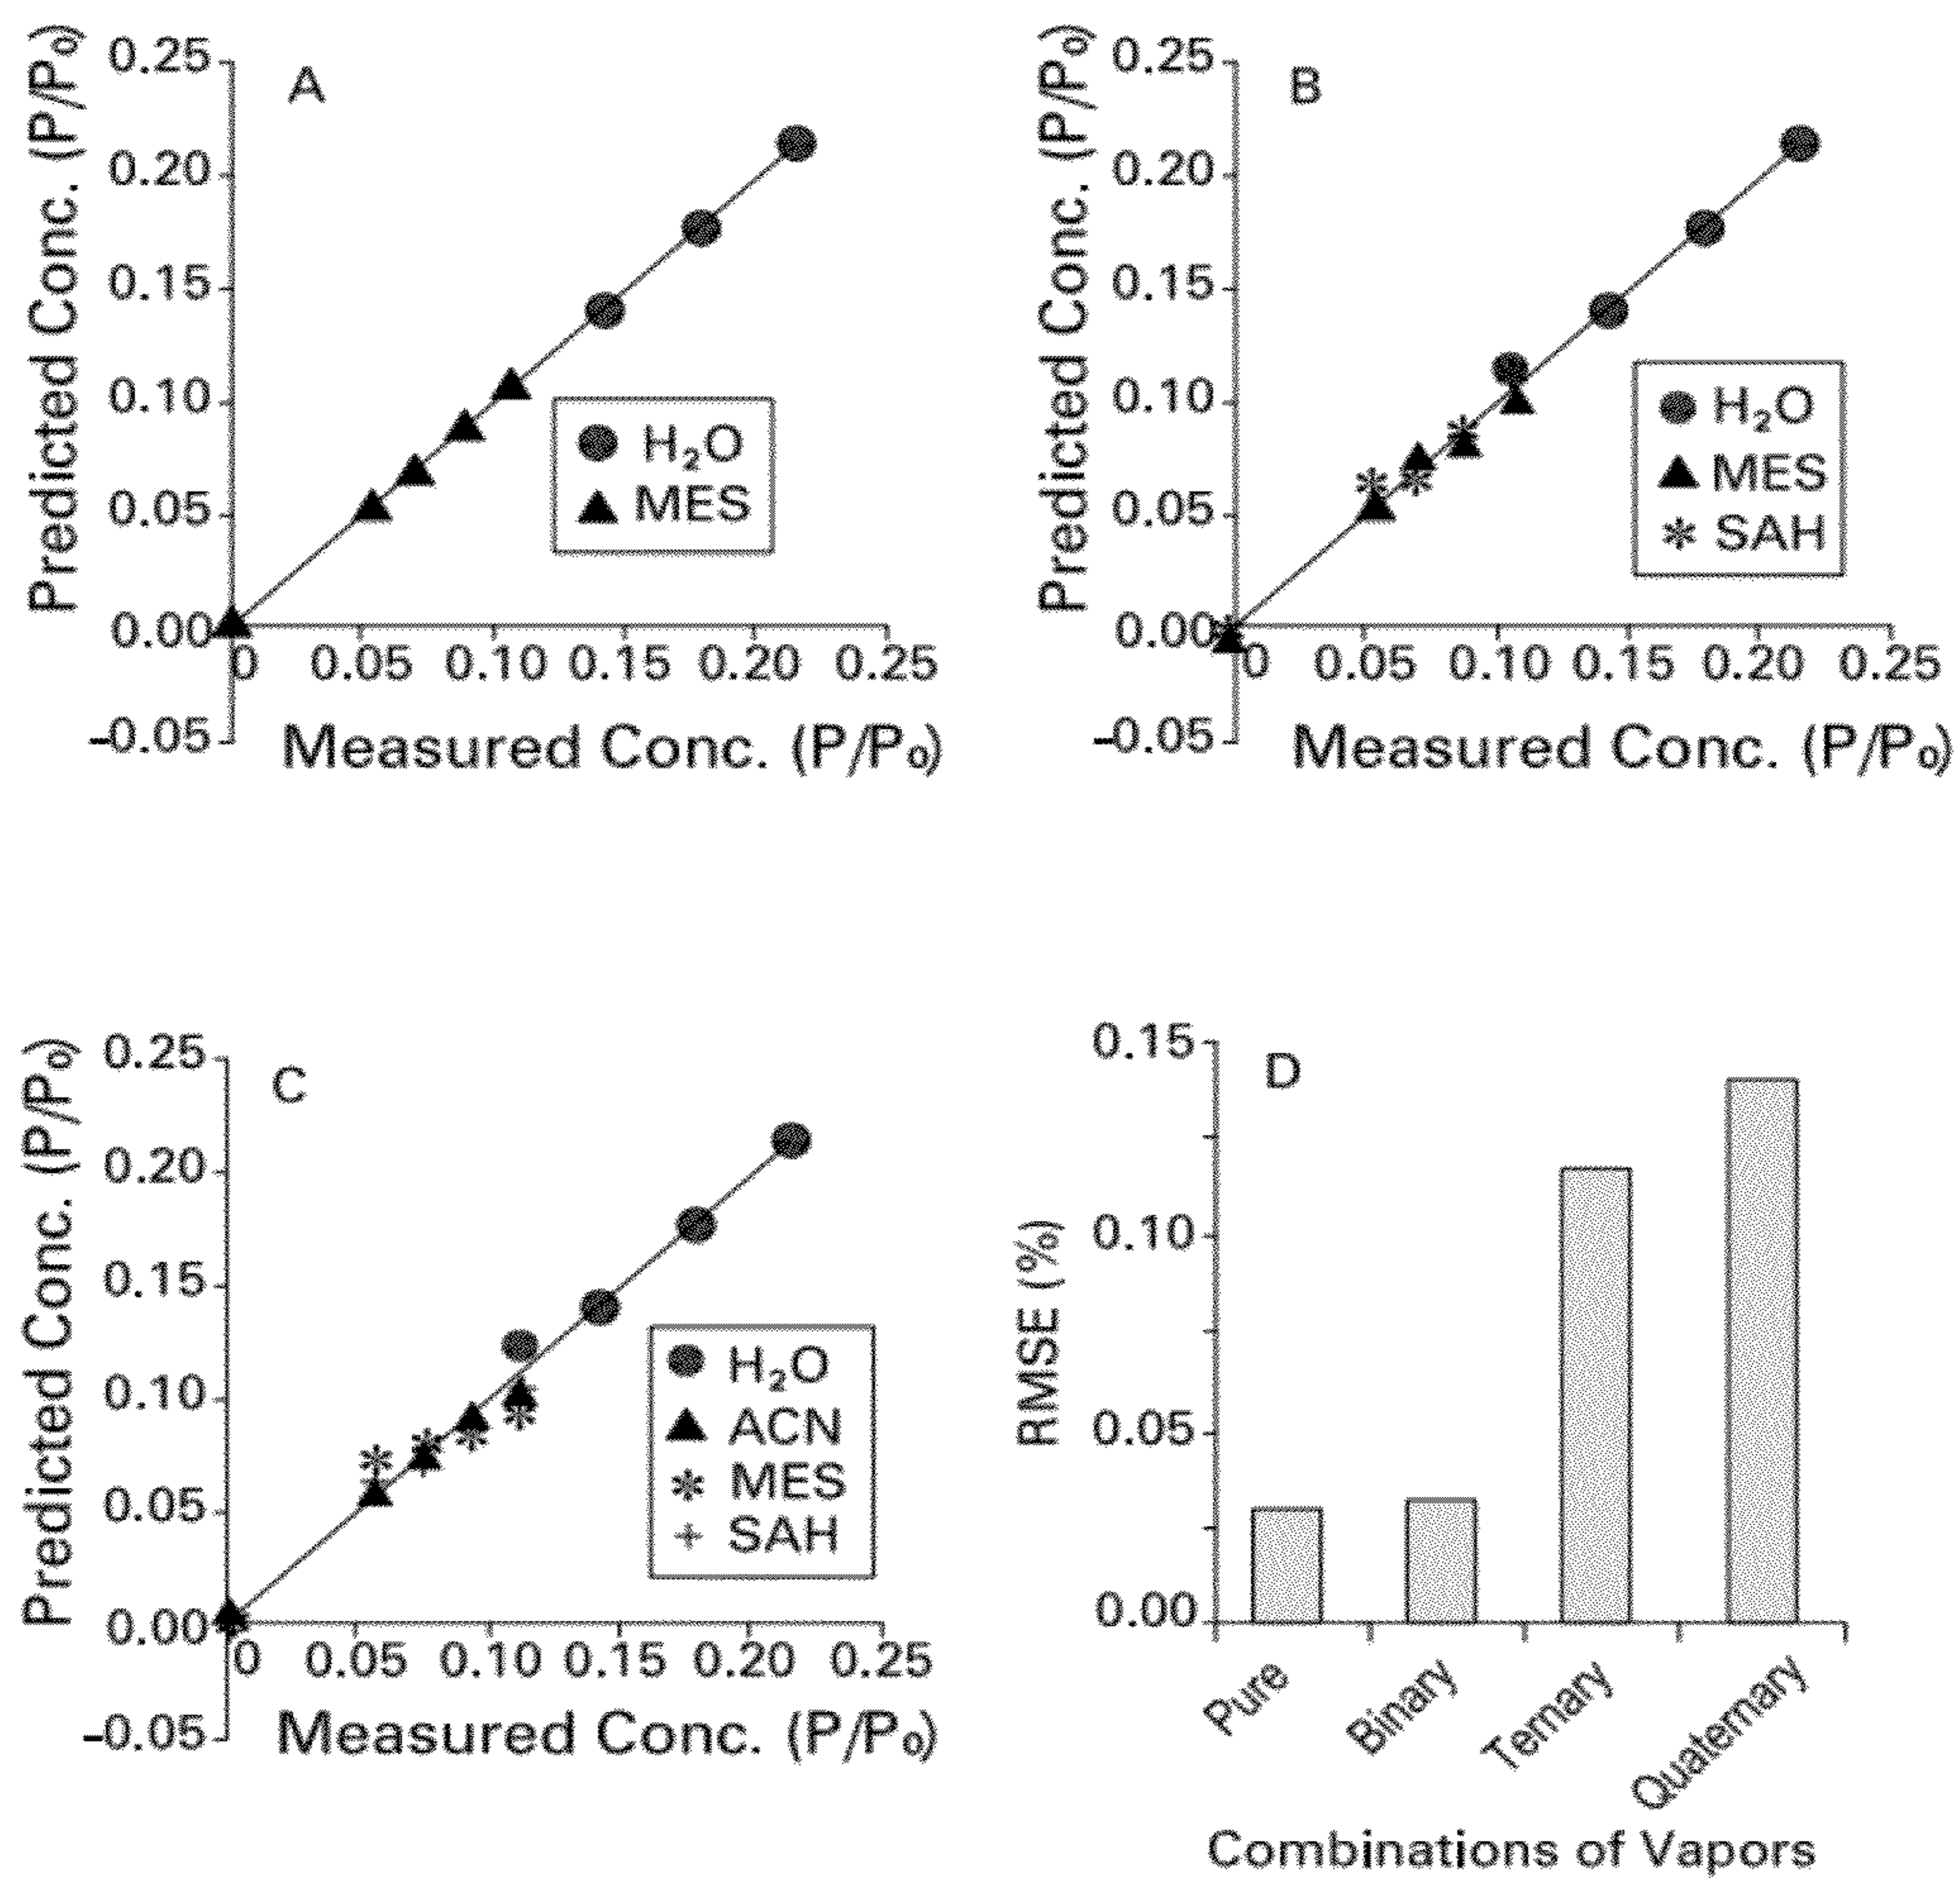 A
Predicted Conc. (P/P₀)
0.25
0.20
0.15
0.10
0.05
0.00
-0.05
0 0.05 0.10 0.15 0.20 0.25
Measured Conc. (P/P₀)
H₂O
MES
B
Predicted Conc. (P/P₀)
0.25
0.20
0.15
0.10
0.05
0.00
-0.05
0 0.05 0.10 0.15 0.20 0.25
Measured Conc. (P/P₀)
H₂O
MES
SAH
C
Predicted Conc. (P/P₀)
0.25
0.20
0.15
0.10
0.05
0.00
-0.05
0 0.05 0.10 0.15 0.20 0.25
Measured Conc. (P/P₀)
H₂O
ACN
MES
SAH
D
RMSE (%)
0.15
0.10
0.05
0.00
Pure
Binary
Ternary
Quaternary
Combinations of Vapors